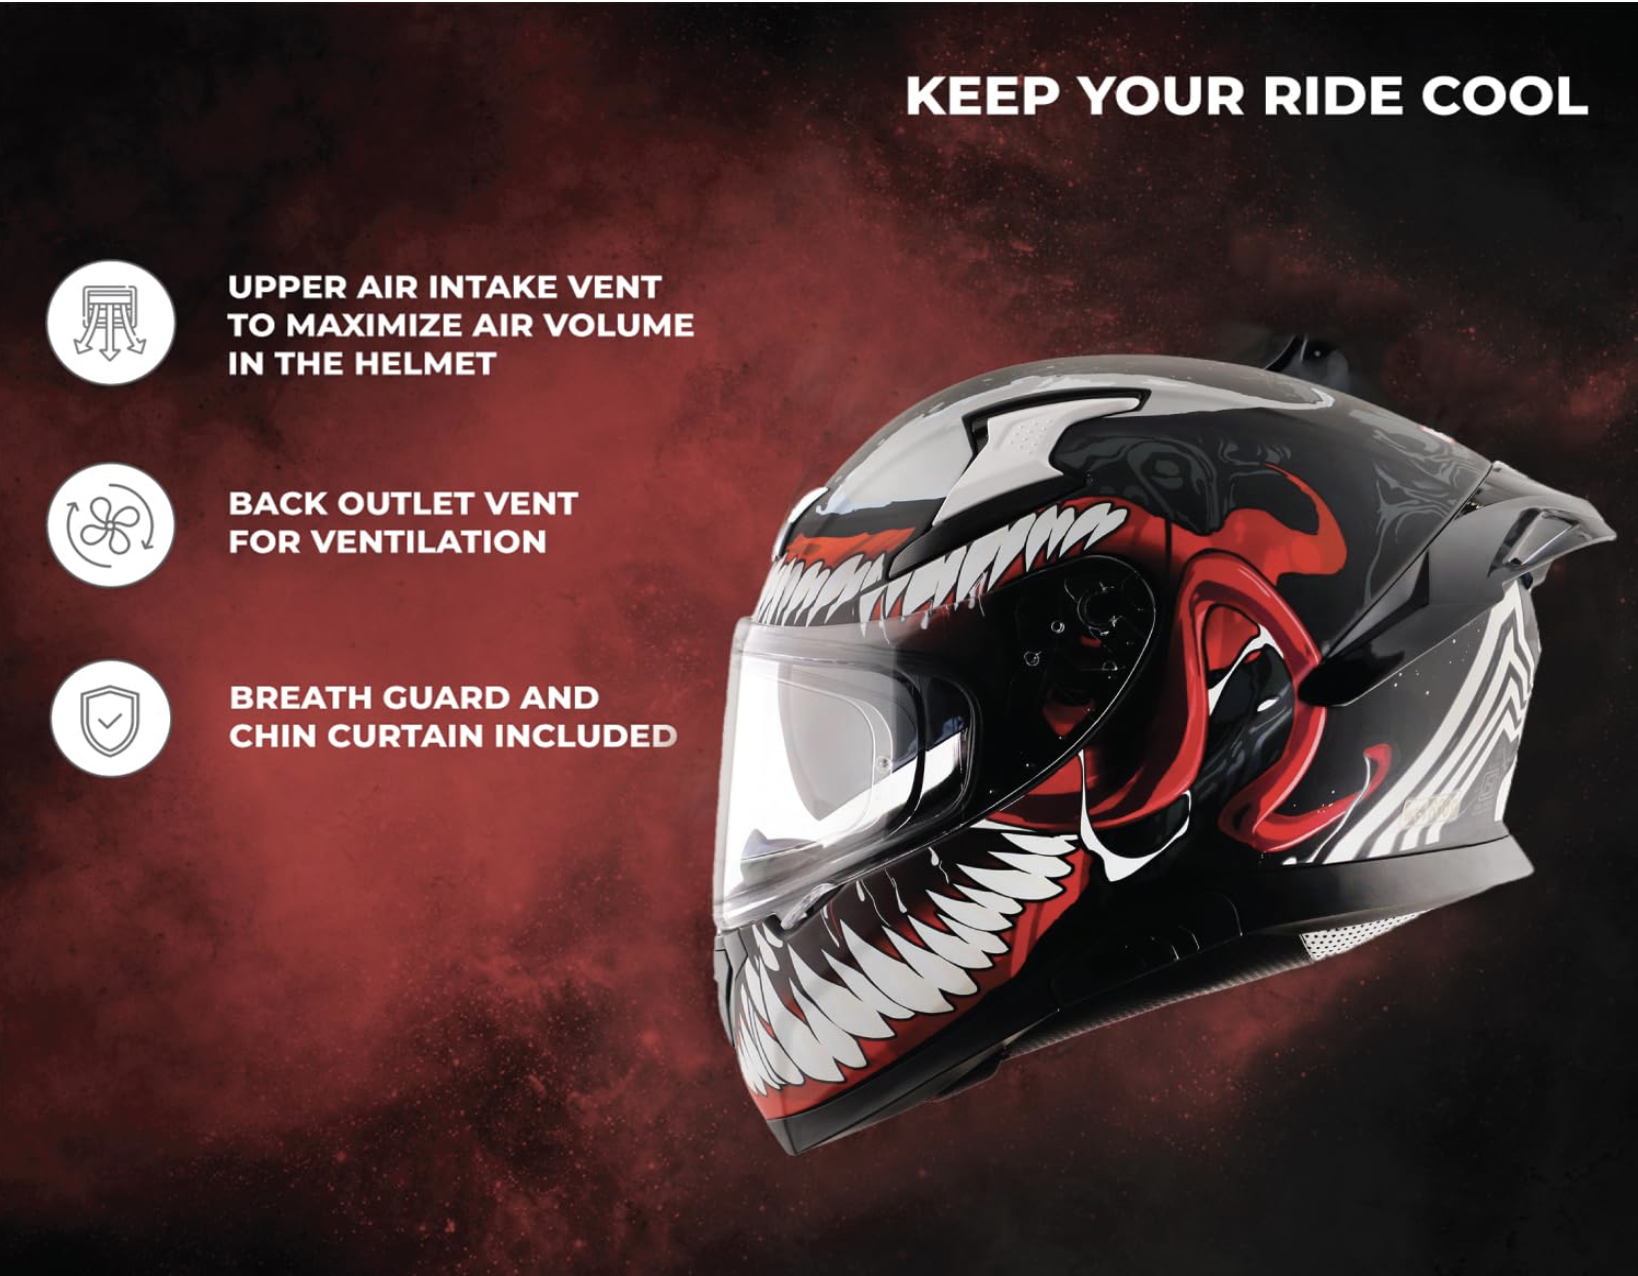 KEEP YOUR RIDE COOL
UPPER AIR INTAKE VENT
TO MAXIMIZE AIR VOLUME
IN THE HELMET
BACK OUTLET VENT
FOR VENTILATION
BREATH GUARD AND
CHIN CURTAIN INCLUDED